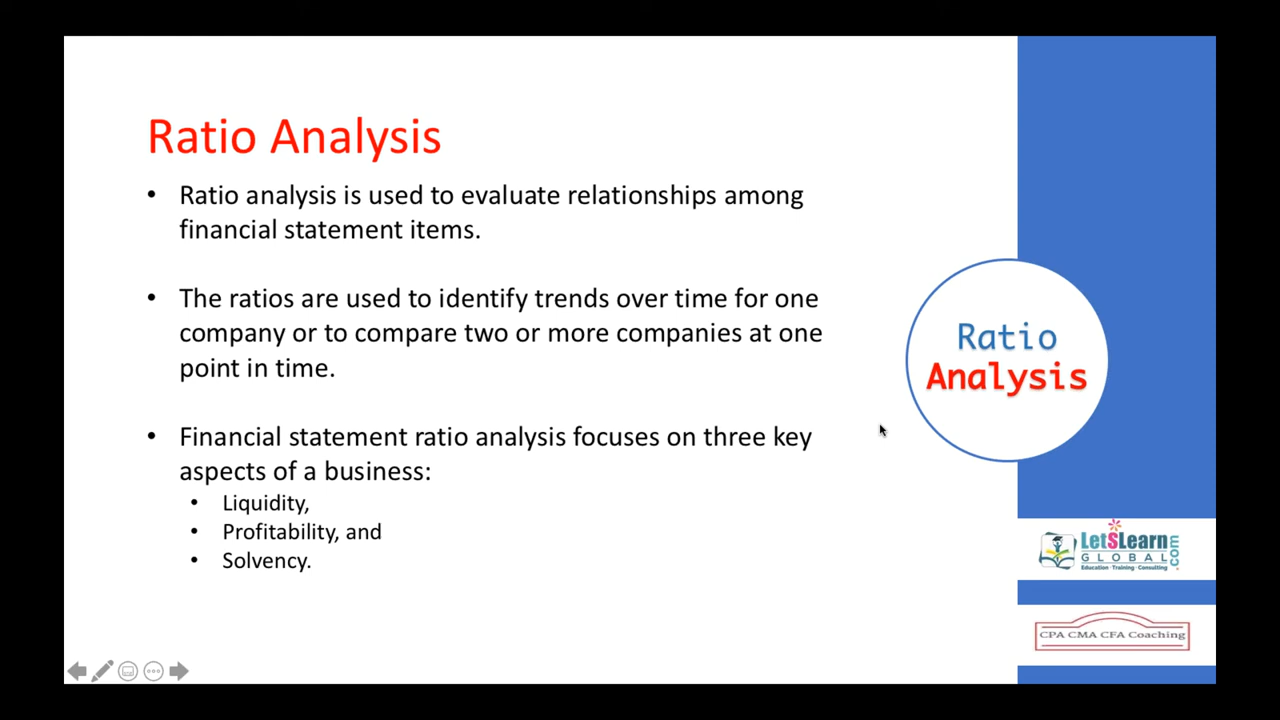 Ratio Analysis
• Ratio analysis is used to evaluate relationships among
financial statement items.
• The ratios are used to identify trends over time for one
company or to compare two or more companies at one
point in time.
• Financial statement ratio analysis focuses on three key
aspects of a business:
• Liquidity,
• Profitability, and
• Solvency.
Ratio
Analysis
LetSLearn
GLOBAL
.com
Education · Training · Consulting
CPA CMA CFA Coaching